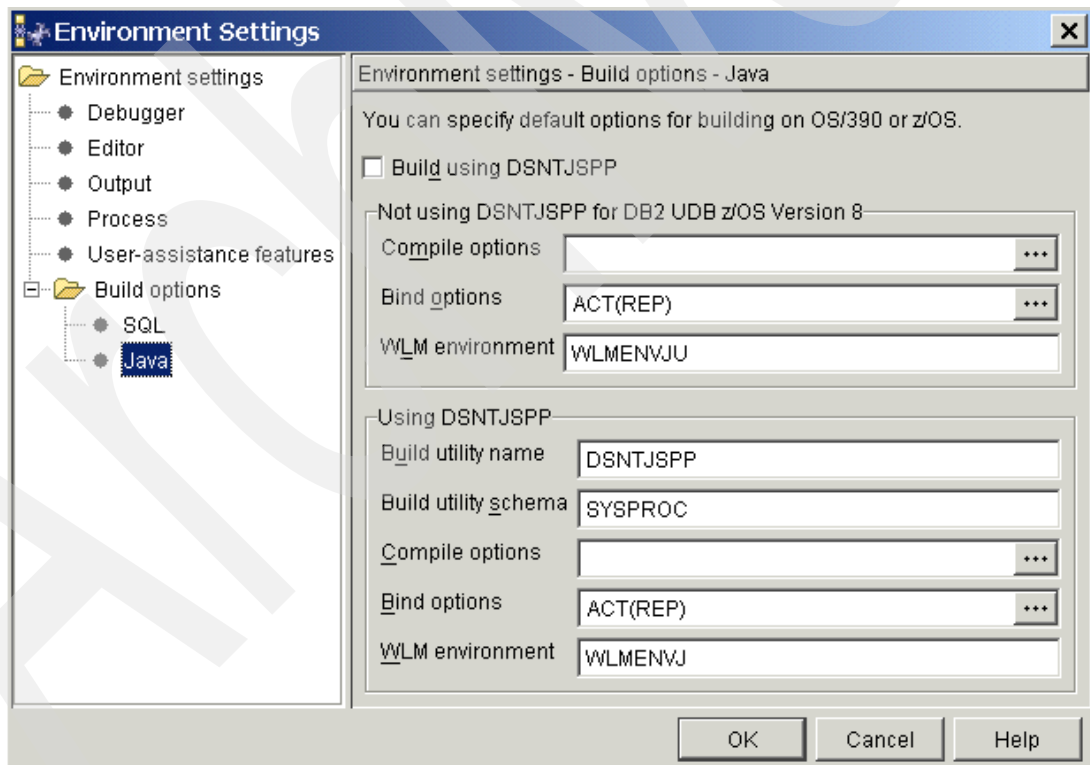 Environment Settings
Environment settings
Debugger
Editor
Output
Process
User-assistance features
Build options
SQL
Java
Environment settings - Build options - Java
You can specify default options for building on OS/390 or z/OS.
Build using DSNTJSPP
Not using DSNTJSPP for DB2 UDB z/OS Version 8
Compile options
Bind options ACT(REP)
WLM environment WLMENVJU
Using DSNTJSPP
Build utility name DSNTJSPP
Build utility schema SYSPROC
Compile options
Bind options ACT(REP)
WLM environment WLMENVJ
OK Cancel Help